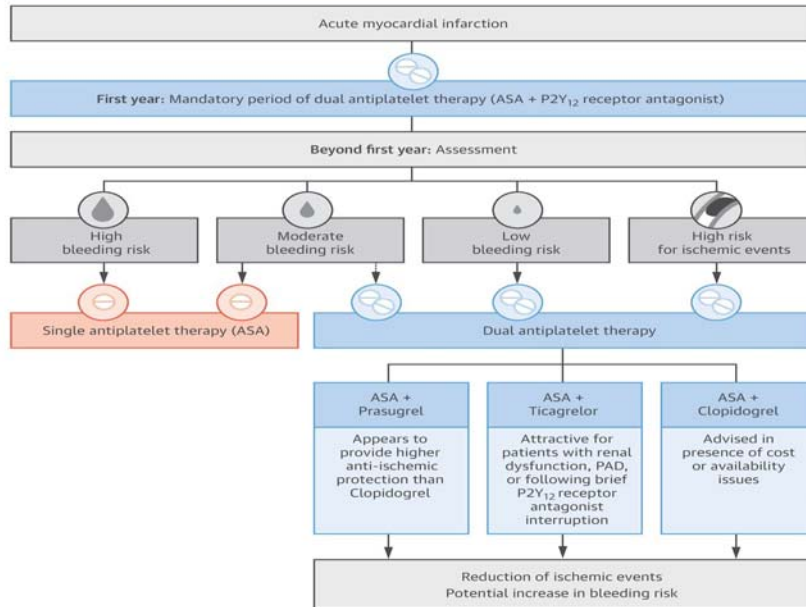 Acute myocardial infarction
First year: Mandatory period of dual antiplatelet therapy (ASA + P2Y₁₂ receptor antagonist)
Beyond first year: Assessment
High
bleeding risk
Moderate
bleeding risk
Low
bleeding risk
High risk
for ischemic events
Single antiplatelet therapy (ASA)
Dual antiplatelet therapy
ASA +
Prasugrel
Appears to
provide higher
anti-ischemic
protection than
Clopidogrel
ASA +
Ticagrelor
Attractive for
patients with renal
dysfunction, PAD,
or following brief
P2Y₁₂ receptor
antagonist
interruption
ASA +
Clopidogrel
Advised in
presence of cost
or availability
issues
Reduction of ischemic events
Potential increase in bleeding risk